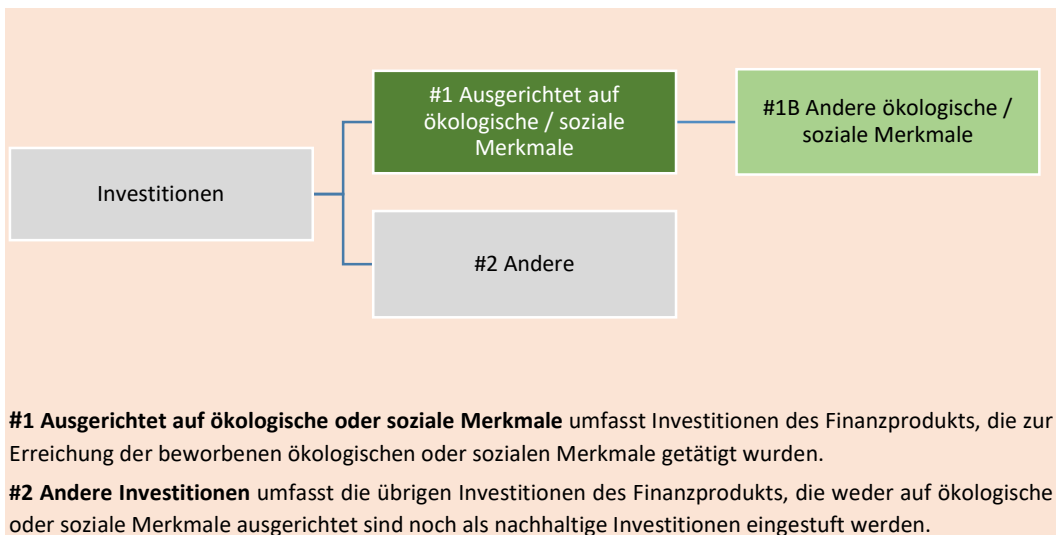 #1 Ausgerichtet auf
ökologische / soziale
Merkmale
#1B Andere ökologische /
soziale Merkmale
Investitionen
#2 Andere
#1 Ausgerichtet auf ökologische oder soziale Merkmale umfasst Investitionen des Finanzprodukts, die zur
Erreichung der beworbenen ökologischen oder sozialen Merkmale getätigt wurden.
#2 Andere Investitionen umfasst die übrigen Investitionen des Finanzprodukts, die weder auf ökologische
oder soziale Merkmale ausgerichtet sind noch als nachhaltige Investitionen eingestuft werden.